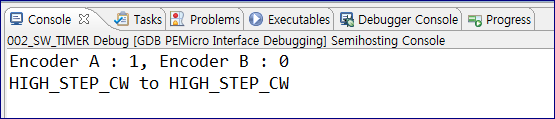 Console Tasks Problems Executables Debugger Console Progress
002_SW_TIMER Debug [GDB PEMicro Interface Debugging] Semihosting Console
Encoder A : 1, Encoder B : 0
HIGH_STEP_CW to HIGH_STEP_CW